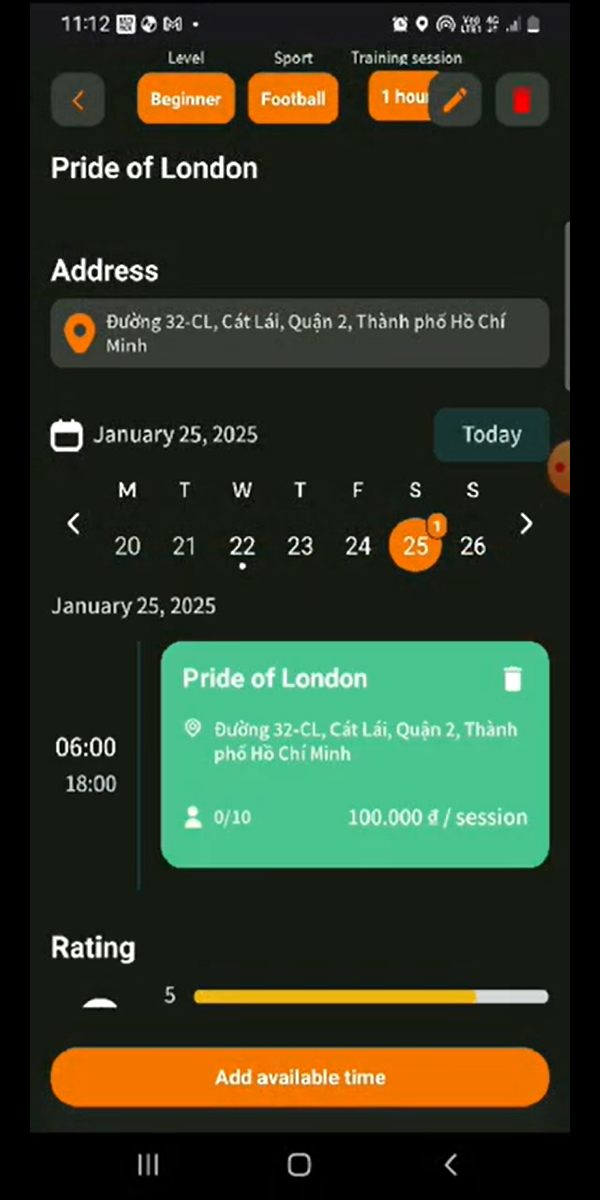 11:12
Level Sport Training session
Beginner Football 1 hour
Pride of London
Address
Đường 32-CL, Cát Lái, Quận 2, Thành phố Hồ Chí
Minh
January 25, 2025 Today
M T W T F S S
20 21 22 23 24 25 1 26
January 25, 2025
Pride of London
Đường 32-CL, Cát Lái, Quận 2, Thành
phố Hồ Chí Minh
06:00
18:00
0/10 100.000 đ / session
Rating
5
Add available time